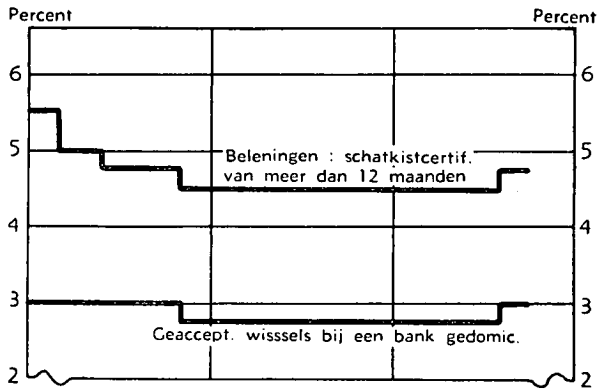 Percent Percent
6 6
5 5
Beleningen : schatkistcertif.
van meer dan 12 maanden
4 4
3 3
Geaccept. wisssels bij een bank gedomic.
2 2